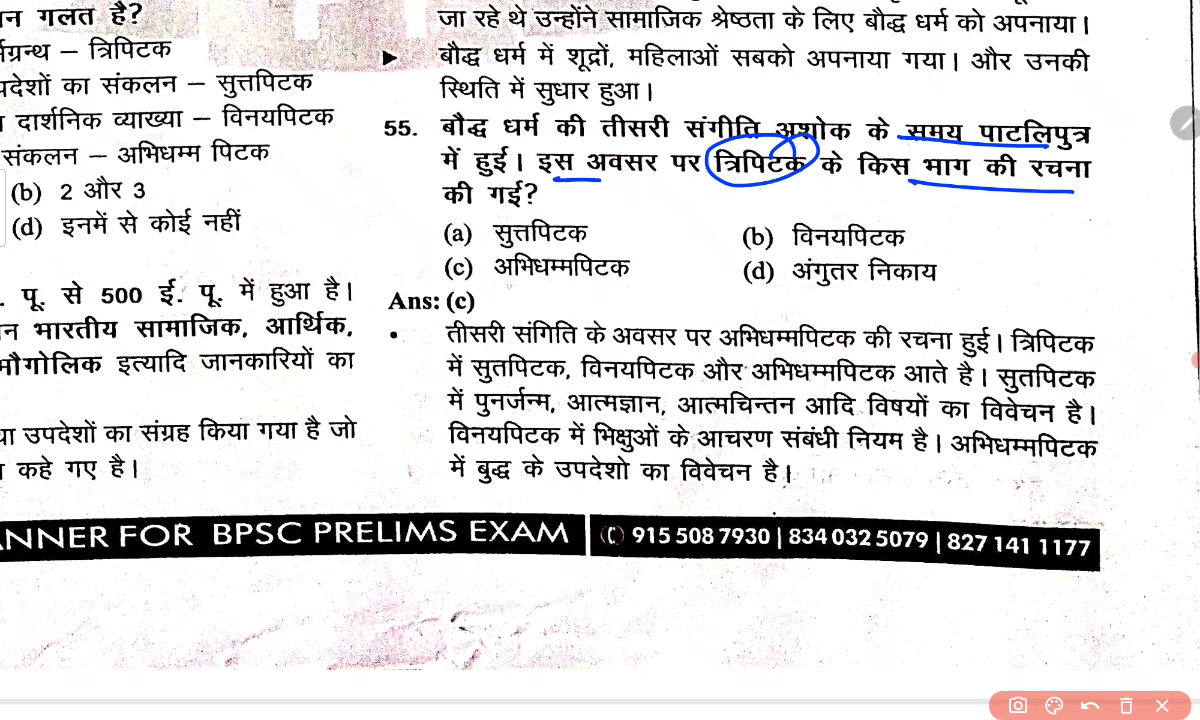 न गलत है?
ग्रन्थ – त्रिपिटक
पदेशों का संकलन – सुत्तपिटक
दार्शनिक व्याख्या – विनयपिटक
संकलन – अभिधम्म पिटक
(b) 2 और 3
(d) इनमें से कोई नहीं
. पू. से 500 ई. पू. में हुआ है।
न भारतीय सामाजिक, आर्थिक,
भौगोलिक इत्यादि जानकारियों का
या उपदेशों का संग्रह किया गया है जो
कहे गए है।
जा रहे थे उन्होंने सामाजिक श्रेष्ठता के लिए बौद्ध धर्म को अपनाया।
► बौद्ध धर्म में शूद्रों, महिलाओं सबको अपनाया गया। और उनकी
स्थिति में सुधार हुआ।
55. बौद्ध धर्म की तीसरी संगीति अशोक के समय पाटलिपुत्र
में हुई। इस अवसर पर त्रिपिटक के किस भाग की रचना
की गई?
(a) सुत्तपिटक (b) विनयपिटक
(c) अभिधम्मपिटक (d) अंगुतर निकाय
Ans: (c)
• तीसरी संगिति के अवसर पर अभिधम्मपिटक की रचना हुई। त्रिपिटक
में सुतपिटक, विनयपिटक और अभिधम्मपिटक आते है। सुतपिटक
में पुनर्जन्म, आत्मज्ञान, आत्मचिन्तन आदि विषयों का विवेचन है।
विनयपिटक में भिक्षुओं के आचरण संबंधी नियम है। अभिधम्मपिटक
में बुद्ध के उपदेशो का विवेचन है।
NNER FOR BPSC PRELIMS EXAM 915 508 7930 | 834 032 5079 | 827 141 1177